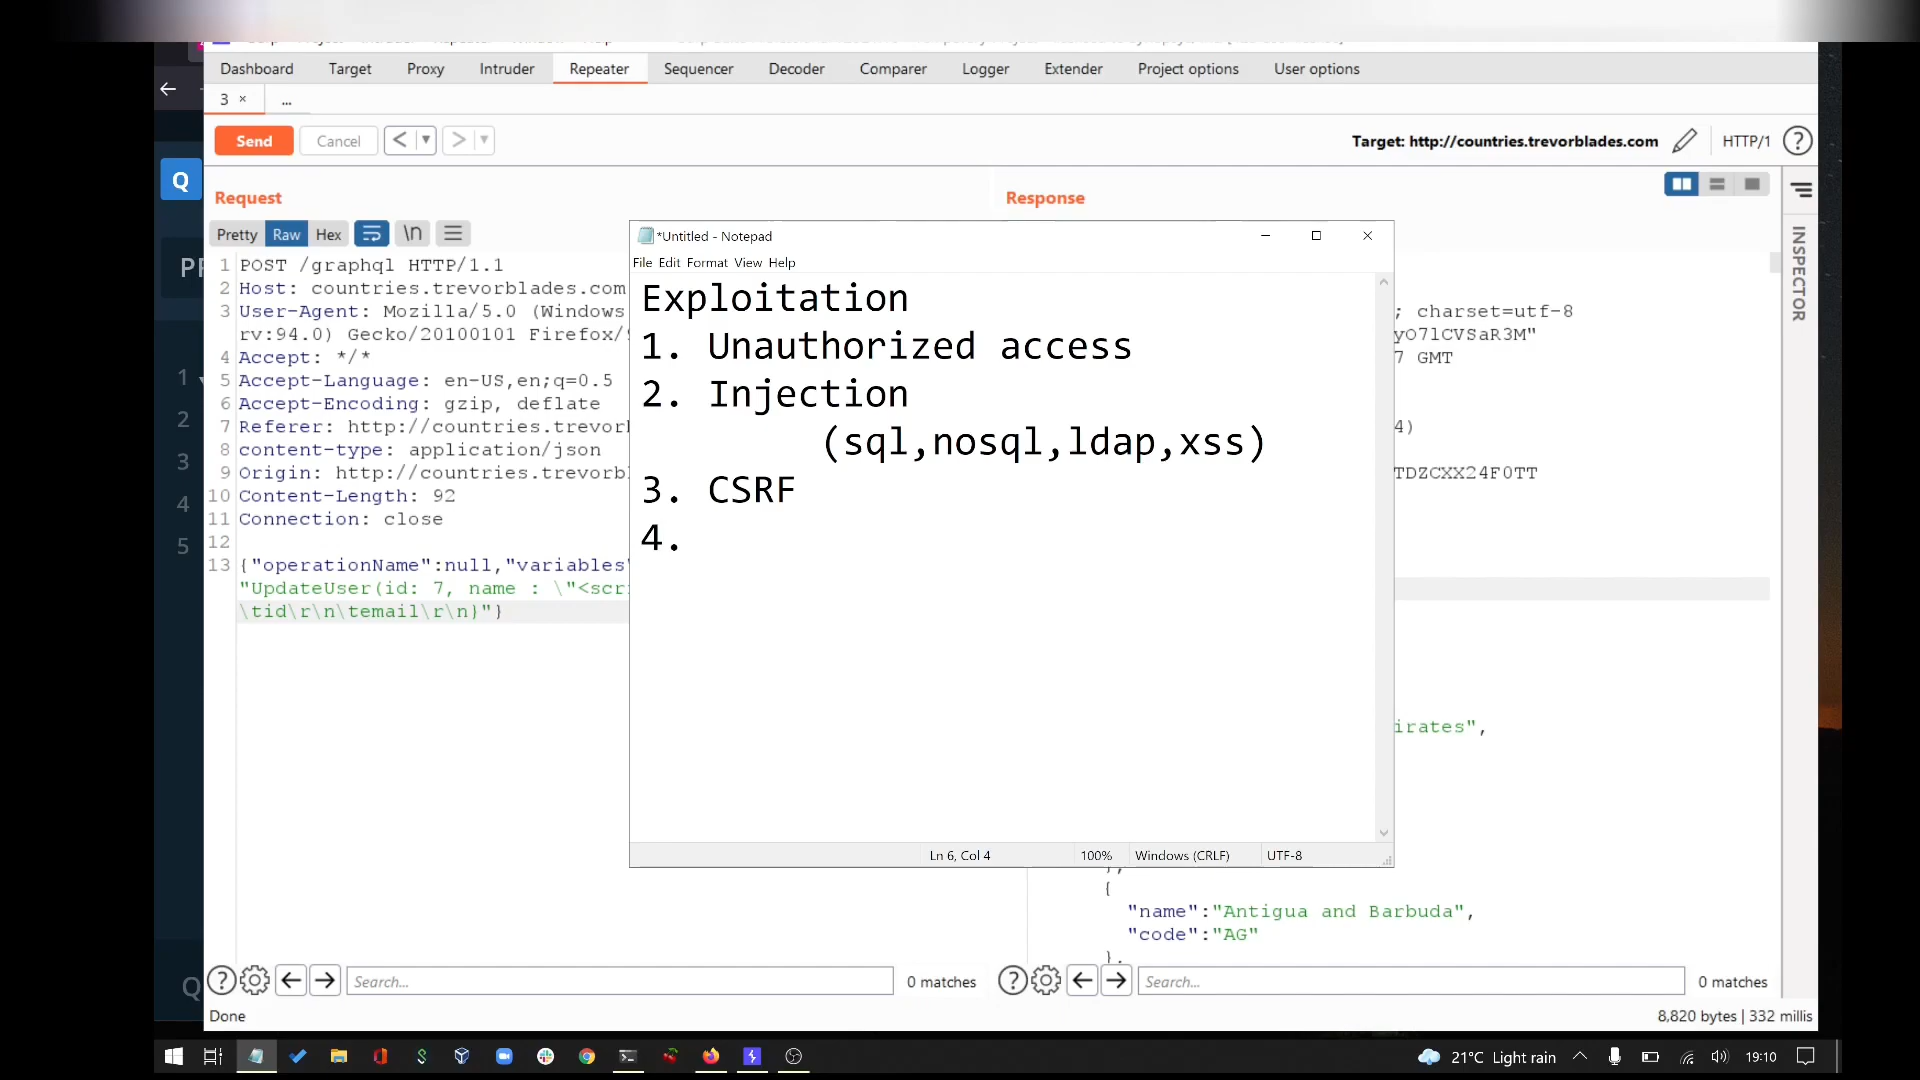 Dashboard Target Proxy Intruder Repeater Sequencer Decoder Comparer Logger Extender Project options User options
3 × ...
Send Cancel < > Target: http://countries.trevorblades.com HTTP/1 ?
Q
Request
Response
INSPECTOR
Pretty Raw Hex \n
1 POST /graphql HTTP/1.1
2 Host: countries.trevorblades.com
3 User-Agent: Mozilla/5.0 (Windows
rv:94.0) Gecko/20100101 Firefox/
4 Accept: */*
5 Accept-Language: en-US,en;q=0.5
6 Accept-Encoding: gzip, deflate
7 Referer: http://countries.trevor
8 content-type: application/json
9 Origin: http://countries.trevorbl
10 Content-Length: 92
11 Connection: close
12
13 {"operationName":null,"variables"
"UpdateUser(id: 7, name : \"<scr
\tid\r\n\temail\r\n}"}
1
2
3
4
5
*Untitled - Notepad
File Edit Format View Help
Exploitation
1. Unauthorized access
2. Injection
(sql,nosql,ldap,xss)
3. CSRF
4.
Ln 6, Col 4 100% Windows (CRLF) UTF-8
; charset=utf-8
yO7lCVSaR3M"
7 GMT
4)
TDZCXX24F0TT
irates",
},
{
"name":"Antigua and Barbuda",
"code":"AG"
},
? Search... 0 matches
? Search... 0 matches
Done
8,820 bytes | 332 millis
21°C Light rain 19:10